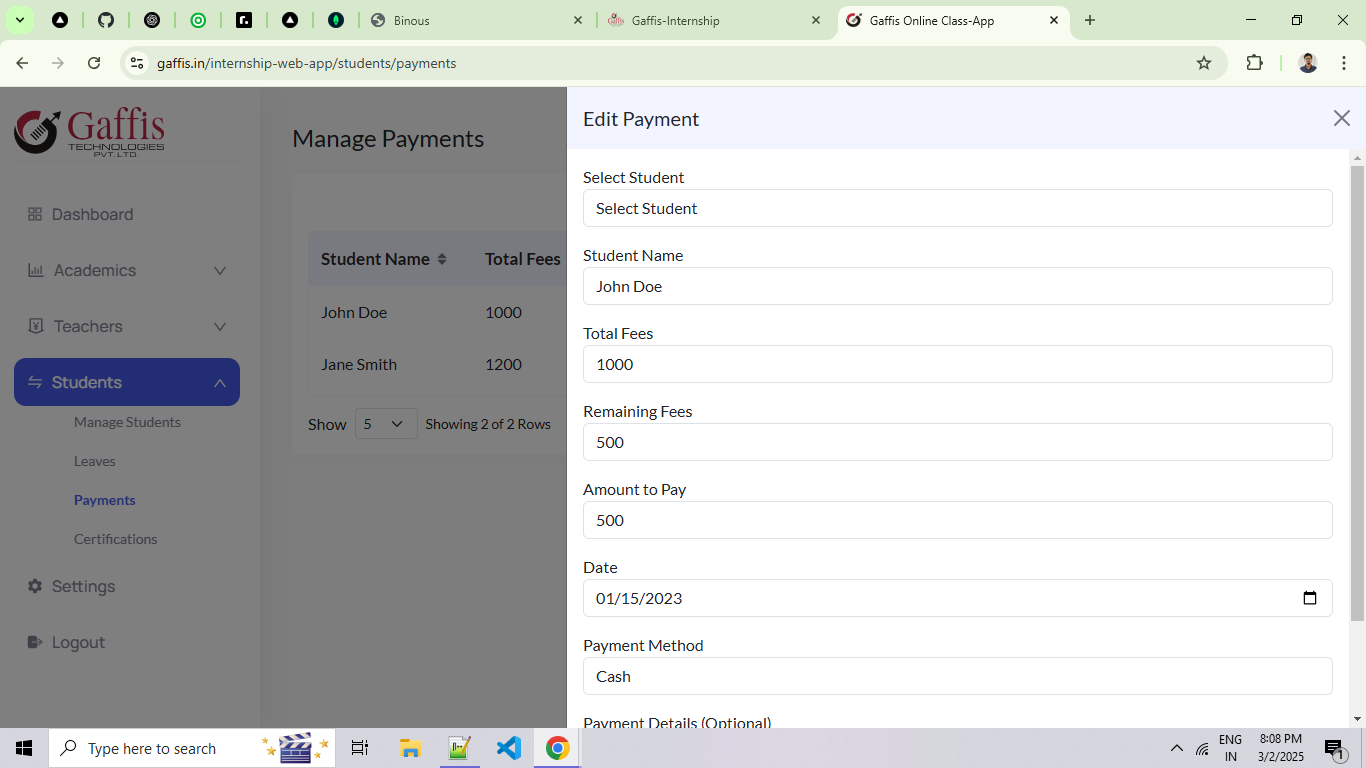 Binous
Gaffis-Internship
Gaffis Online Class-App
gaffis.in/internship-web-app/students/payments
Gaffis
TECHNOLOGIES
PVT.LTD.
Dashboard
Academics
Teachers
Students
Manage Students
Leaves
Payments
Certifications
Settings
Logout
Manage Payments
Student Name Total Fees
John Doe 1000
Jane Smith 1200
Show 5 Showing 2 of 2 Rows
Edit Payment
Select Student
Select Student
Student Name
John Doe
Total Fees
1000
Remaining Fees
500
Amount to Pay
500
Date
01/15/2023
Payment Method
Cash
Payment Details (Optional)
Type here to search
ENG
IN
8:08 PM
3/2/2025
1